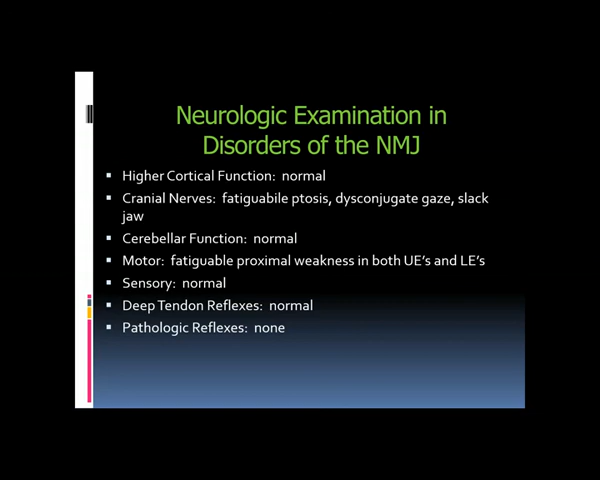 Neurologic Examination in
Disorders of the NMJ
▪ Higher Cortical Function: normal
▪ Cranial Nerves: fatiguabile ptosis, dysconjugate gaze, slack
jaw
▪ Cerebellar Function: normal
▪ Motor: fatiguable proximal weakness in both UE's and LE's
▪ Sensory: normal
▪ Deep Tendon Reflexes: normal
▪ Pathologic Reflexes: none